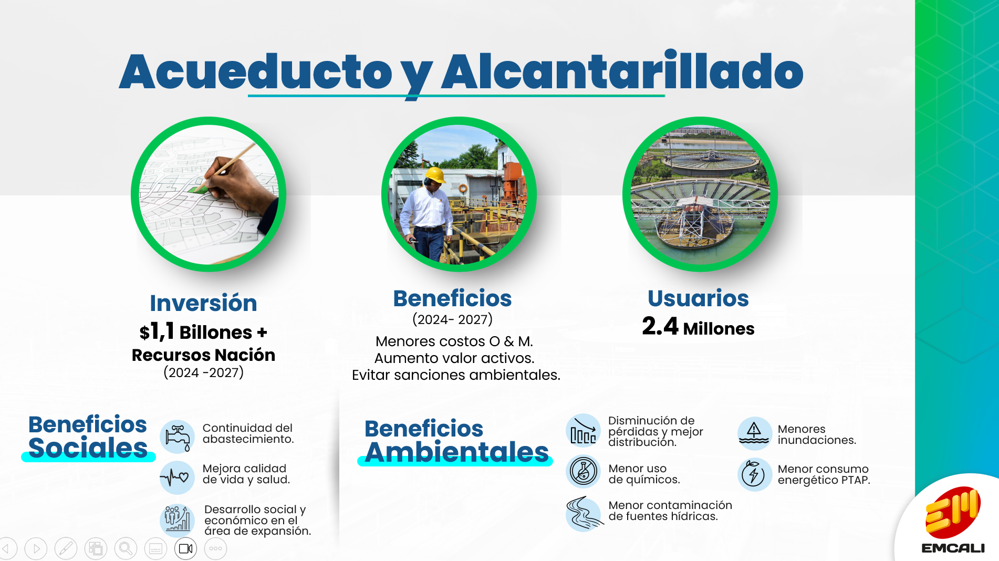 Acueducto y Alcantarillado
Inversión
$1,1 Billones +
Recursos Nación
(2024 -2027)
Beneficios
(2024- 2027)
Menores costos O & M.
Aumento valor activos.
Evitar sanciones ambientales.
Usuarios
2.4 Millones
Beneficios
Sociales
Continuidad del
abastecimiento.
Mejora calidad
de vida y salud.
Desarrollo social y
económico en el
área de expansión.
Beneficios
Ambientales
Disminución de
pérdidas y mejor
distribución.
Menor uso
de químicos.
Menor contaminación
de fuentes hídricas.
Menores
inundaciones.
Menor consumo
energético PTAP.
EMCALI